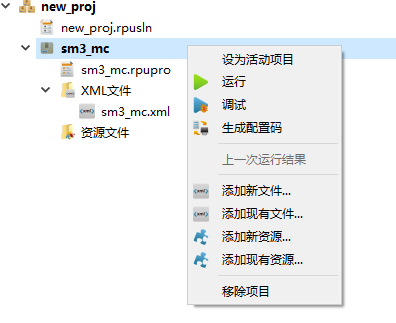 new_proj
new_proj.rpusln
sm3_mc
sm3_mc.rpupro
XML文件
sm3_mc.xml
资源文件
设为活动项目
运行
调试
生成配置码
上一次运行结果
添加新文件...
添加现有文件...
添加新资源...
添加现有资源...
移除项目